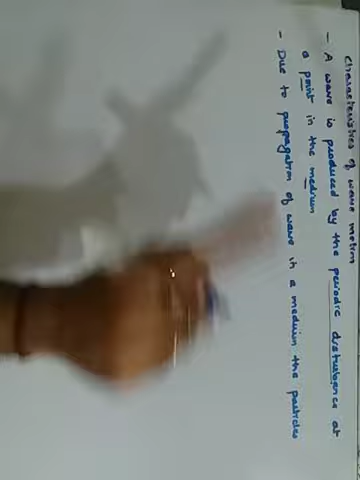 Characteristics of wave motion
- A wave is produced by the periodic disturbance at
a point in the medium
- Due to propagation of wave in a medium the particles